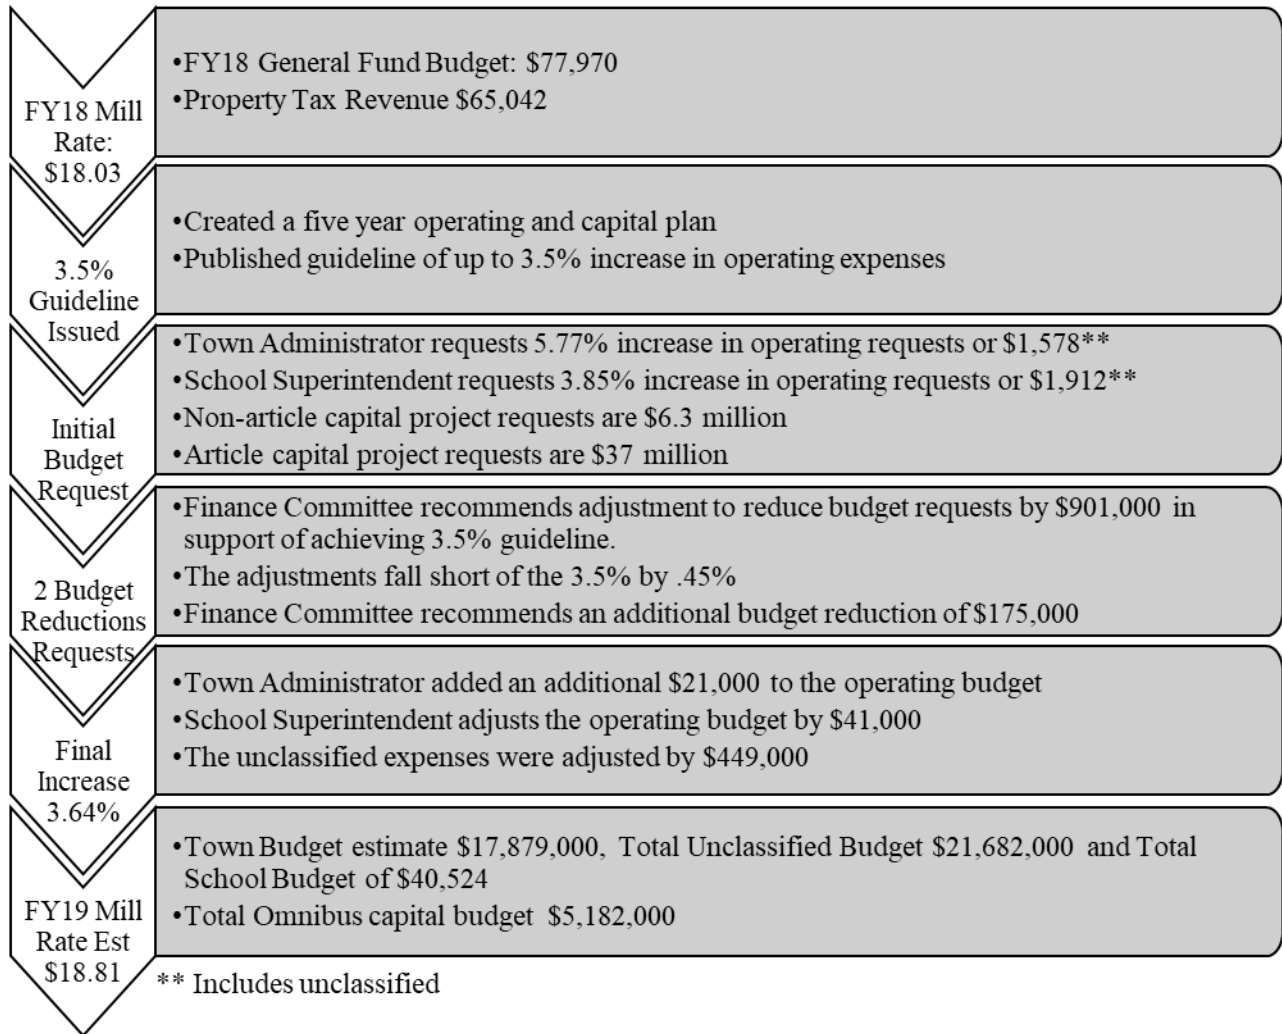 FY18 Mill
Rate:
$18.03
•FY18 General Fund Budget: $77,970
•Property Tax Revenue $65,042
3.5%
Guideline
Issued
•Created a five year operating and capital plan
•Published guideline of up to 3.5% increase in operating expenses
Initial
Budget
Request
•Town Administrator requests 5.77% increase in operating requests or $1,578**
•School Superintendent requests 3.85% increase in operating requests or $1,912**
•Non-article capital project requests are $6.3 million
•Article capital project requests are $37 million
2 Budget
Reductions
Requests
•Finance Committee recommends adjustment to reduce budget requests by $901,000 in
support of achieving 3.5% guideline.
•The adjustments fall short of the 3.5% by .45%
•Finance Committee recommends an additional budget reduction of $175,000
Final
Increase
3.64%
•Town Administrator added an additional $21,000 to the operating budget
•School Superintendent adjusts the operating budget by $41,000
•The unclassified expenses were adjusted by $449,000
FY19 Mill
Rate Est
$18.81
•Town Budget estimate $17,879,000, Total Unclassified Budget $21,682,000 and Total
School Budget of $40,524
•Total Omnibus capital budget $5,182,000
** Includes unclassified